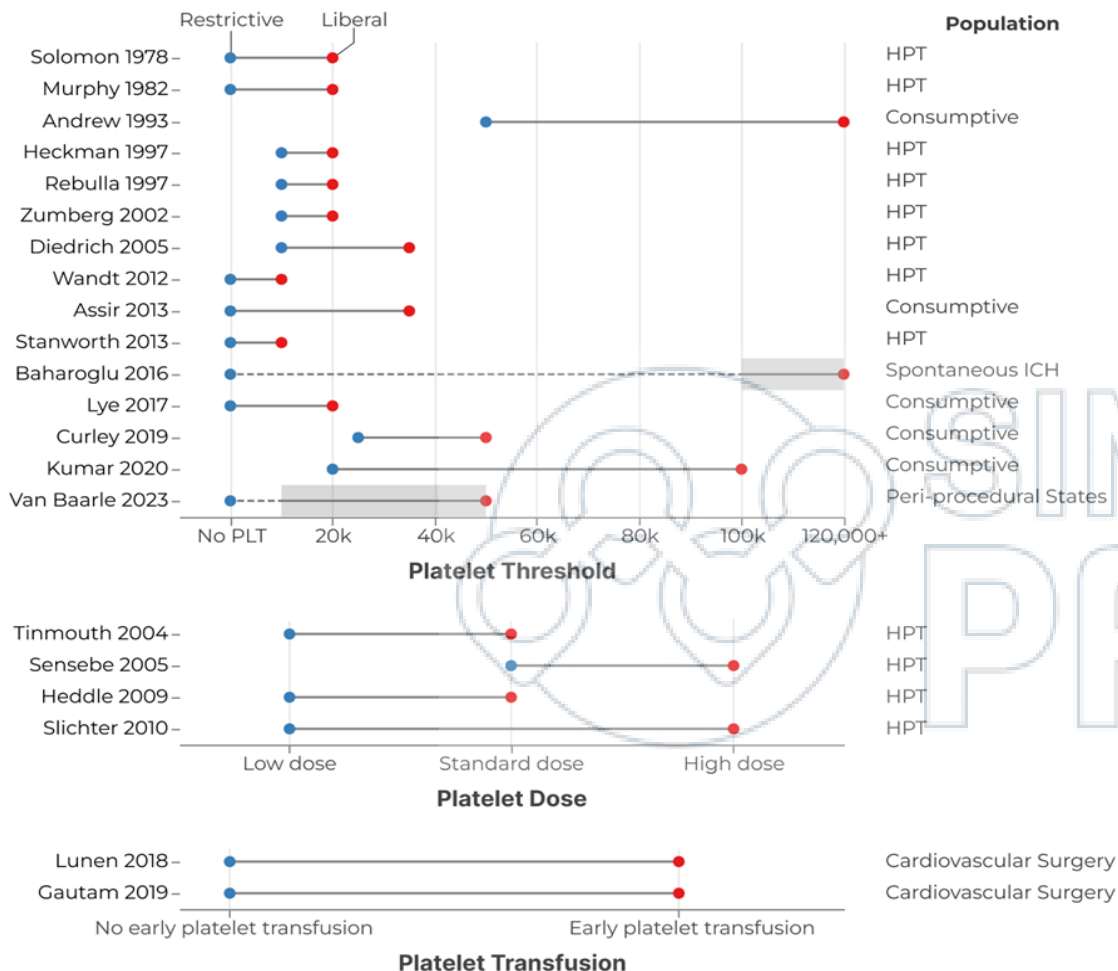 Restrictive Liberal Population
Solomon 1978 HPT
Murphy 1982 HPT
Andrew 1993 Consumptive
Heckman 1997 HPT
Rebulla 1997 HPT
Zumberg 2002 HPT
Diedrich 2005 HPT
Wandt 2012 HPT
Assir 2013 Consumptive
Stanworth 2013 HPT
Baharoglu 2016 Spontaneous ICH
Lye 2017 Consumptive
Curley 2019 Consumptive
Kumar 2020 Consumptive
Van Baarle 2023 Peri-procedural States
No PLT 20k 40k 60k 80k 100k 120,000+
Platelet Threshold
Tinmouth 2004 HPT
Sensebe 2005 HPT
Heddle 2009 HPT
Slichter 2010 HPT
Low dose Standard dose High dose
Platelet Dose
Lunen 2018 Cardiovascular Surgery
Gautam 2019 Cardiovascular Surgery
No early platelet transfusion Early platelet transfusion
Platelet Transfusion